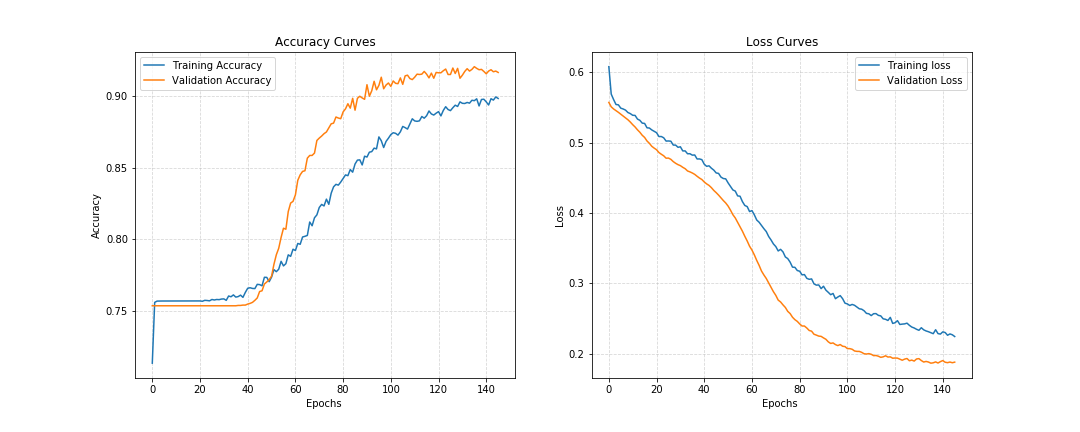 Accuracy Curves
Training Accuracy
Validation Accuracy
0.90
0.85
0.80
0.75
Accuracy
0 20 40 60 80 100 120 140
Epochs
Loss Curves
Training loss
Validation Loss
0.6
0.5
0.4
0.3
0.2
Loss
0 20 40 60 80 100 120 140
Epochs